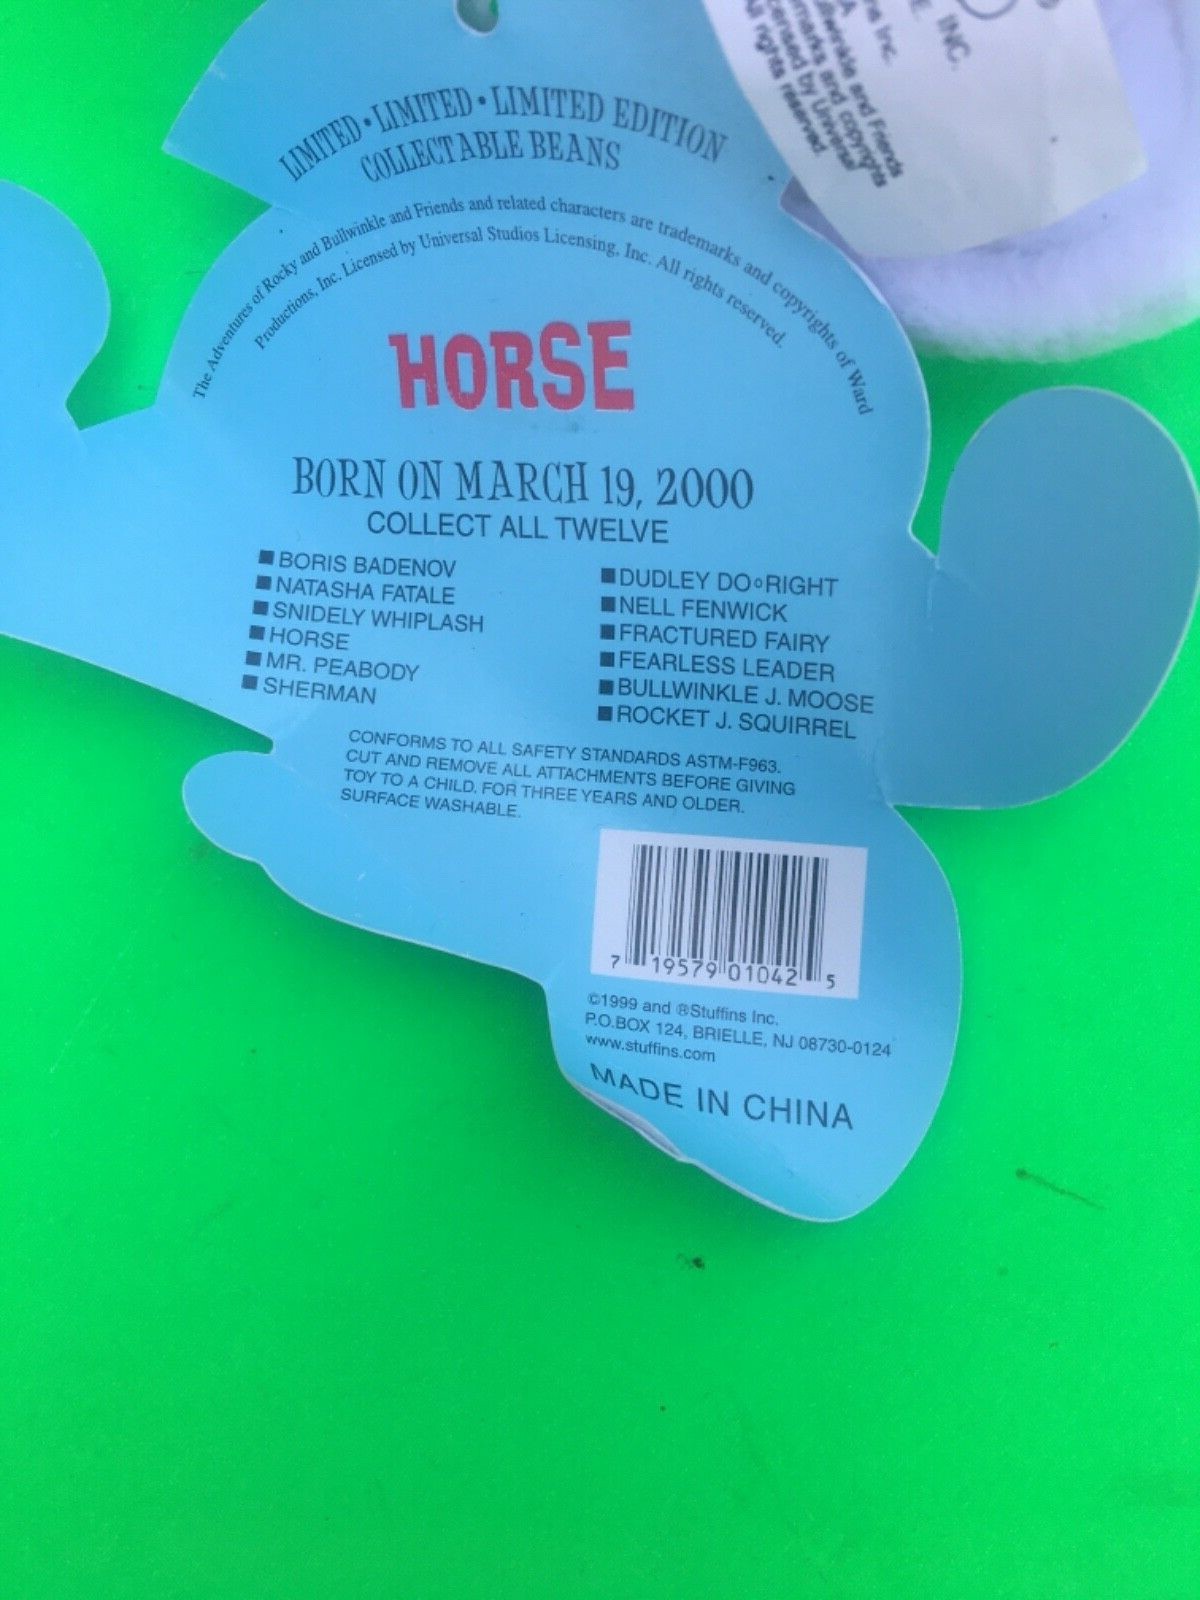 LIMITED • LIMITED • LIMITED EDITION
COLLECTABLE BEANS
The Adventures of Rocky and Bullwinkle and Friends and related characters are trademarks and copyrights of Ward
Productions, Inc. Licensed by Universal Studios Licensing, Inc. All rights reserved.
HORSE
BORN ON MARCH 19, 2000
COLLECT ALL TWELVE
■ BORIS BADENOV
■ NATASHA FATALE
■ SNIDELY WHIPLASH
■ HORSE
■ MR. PEABODY
■ SHERMAN
■ DUDLEY DO∘RIGHT
■ NELL FENWICK
■ FRACTURED FAIRY
■ FEARLESS LEADER
■ BULLWINKLE J. MOOSE
■ ROCKET J. SQUIRREL
CONFORMS TO ALL SAFETY STANDARDS ASTM-F963.
CUT AND REMOVE ALL ATTACHMENTS BEFORE GIVING
TOY TO A CHILD. FOR THREE YEARS AND OLDER.
SURFACE WASHABLE.
7 19579 01042 5
©1999 and ®Stuffins Inc.
P.O.BOX 124, BRIELLE, NJ 08730-0124
www.stuffins.com
MADE IN CHINA
INC.
Inc.
and Friends
and copyrights
by Universal
All rights reserved.